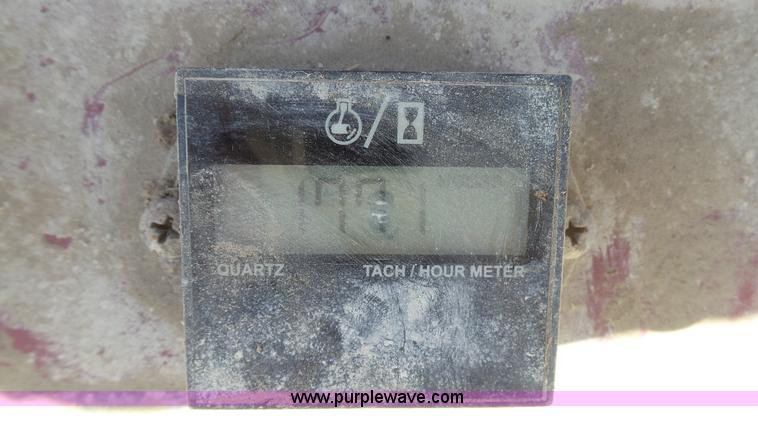 QUARTZ TACH / HOUR METER
www.purplewave.com